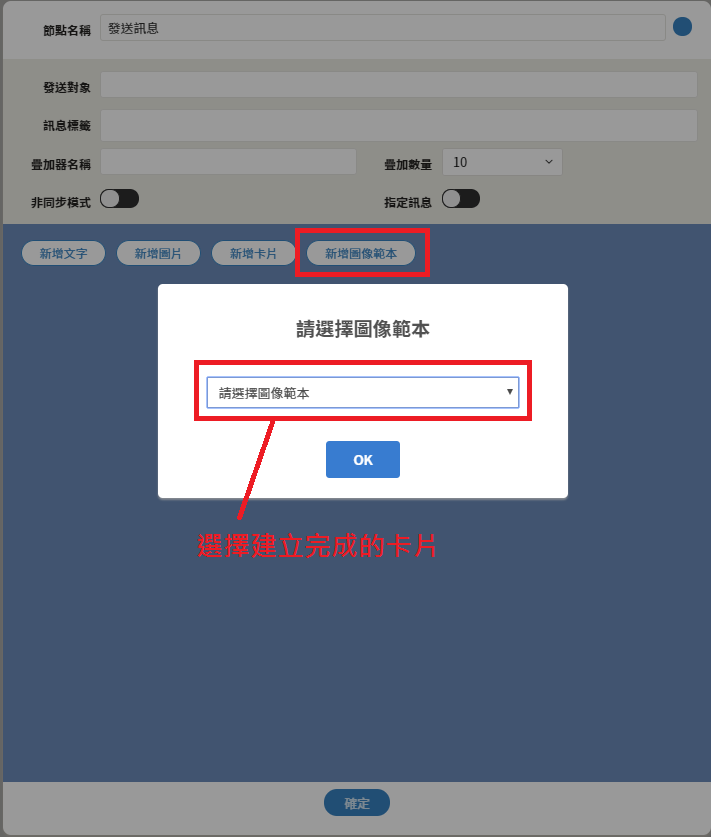 節點名稱 發送訊息
發送對象
訊息標籤
疊加器名稱 疊加數量 10
非同步模式 指定訊息
新增文字 新增圖片 新增卡片 新增圖像範本
請選擇圖像範本
請選擇圖像範本
OK
選擇建立完成的卡片
確定